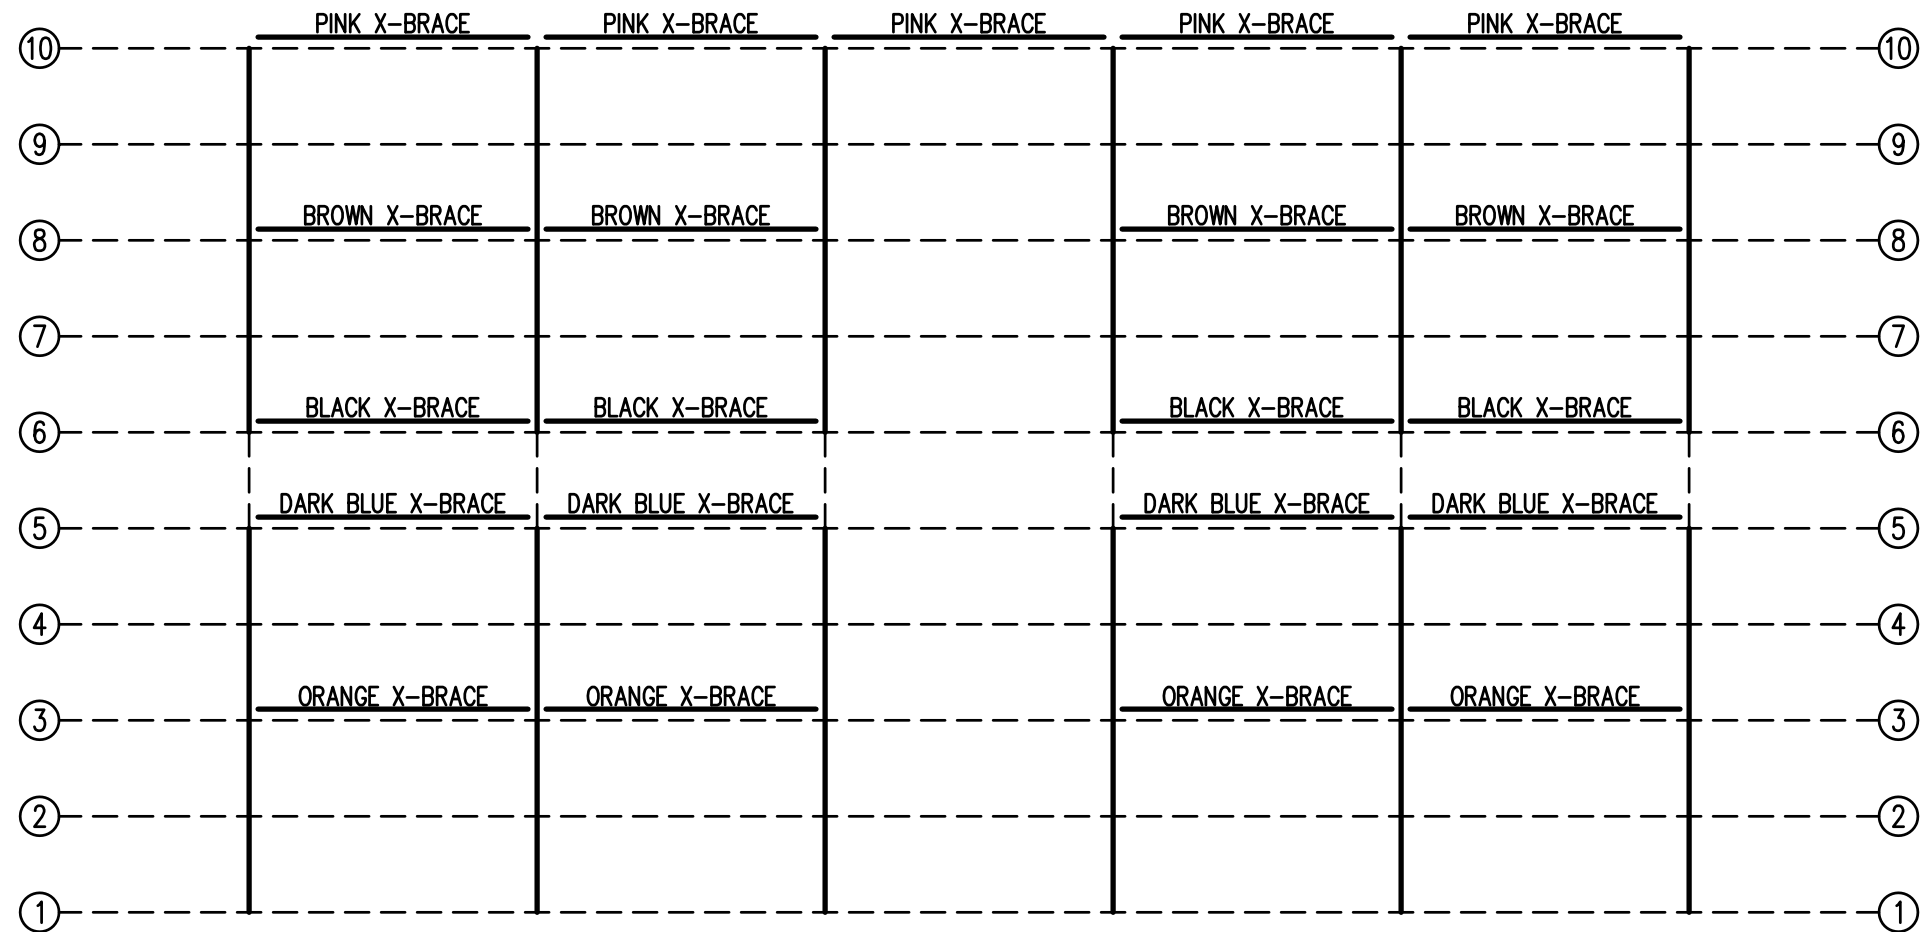 PINK X-BRACE PINK X-BRACE PINK X-BRACE PINK X-BRACE PINK X-BRACE
10 10
9 9
BROWN X-BRACE BROWN X-BRACE BROWN X-BRACE BROWN X-BRACE
8 8
7 7
BLACK X-BRACE BLACK X-BRACE BLACK X-BRACE BLACK X-BRACE
6 6
DARK BLUE X-BRACE DARK BLUE X-BRACE DARK BLUE X-BRACE DARK BLUE X-BRACE
5 5
4 4
ORANGE X-BRACE ORANGE X-BRACE ORANGE X-BRACE ORANGE X-BRACE
3 3
2 2
1 1